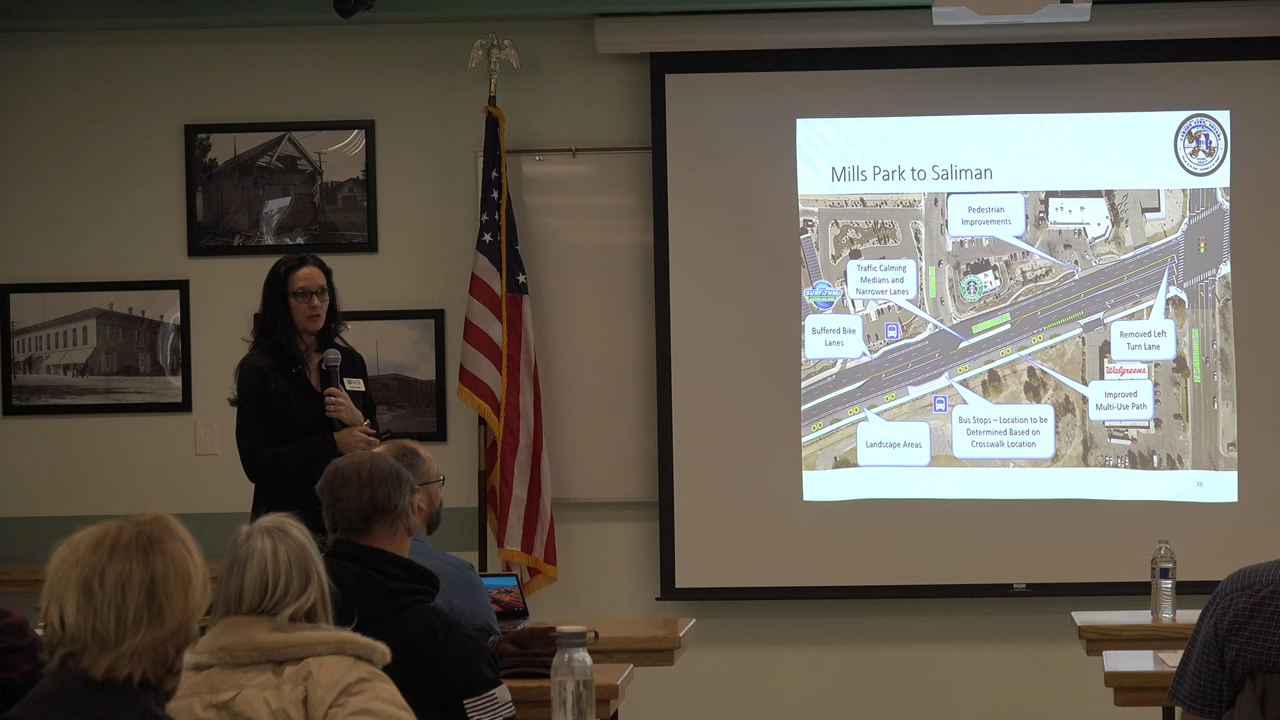 Mills Park to Saliman
Pedestrian
Improvements
Traffic Calming
Medians and
Narrower Lanes
Buffered Bike
Lanes
Removed Left
Turn Lane
Walgreens
Improved
Multi-Use Path
Bus Stops – Location to be
Determined Based on
Crosswalk Location
Landscape Areas